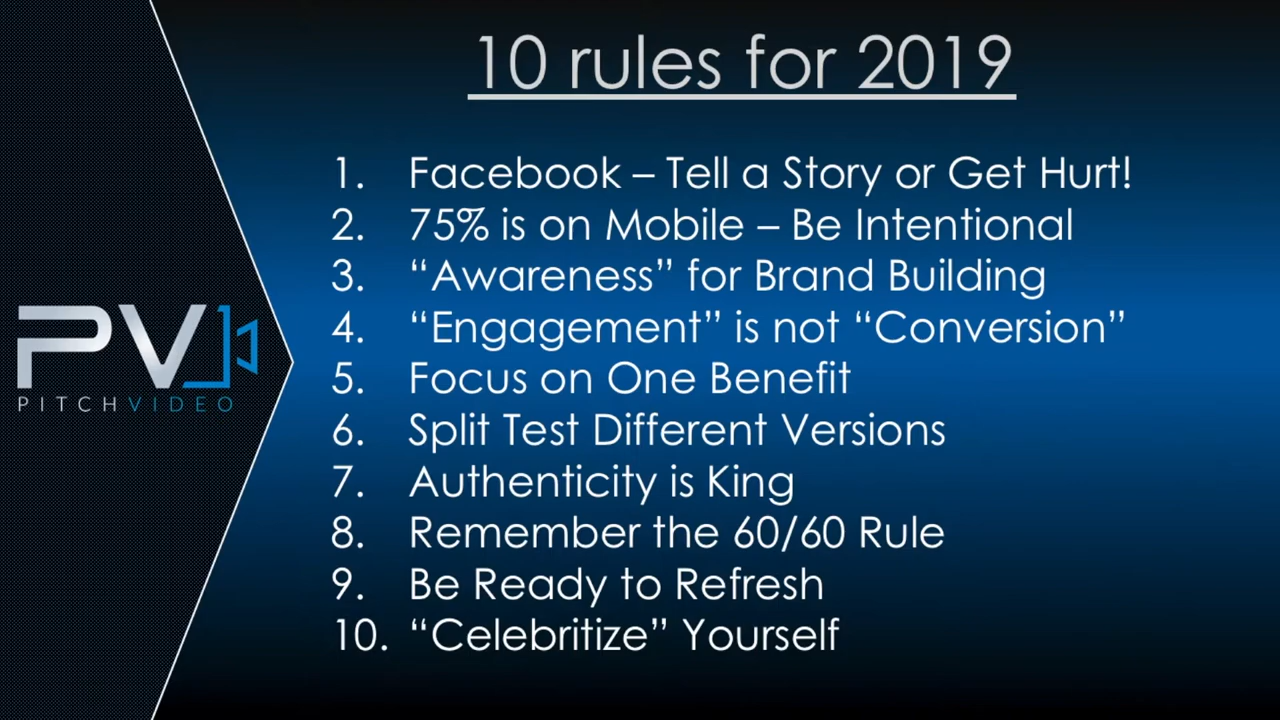 10 rules for 2019
1. Facebook – Tell a Story or Get Hurt!
2. 75% is on Mobile – Be Intentional
3. “Awareness” for Brand Building
4. “Engagement” is not “Conversion”
5. Focus on One Benefit
6. Split Test Different Versions
7. Authenticity is King
8. Remember the 60/60 Rule
9. Be Ready to Refresh
10. “Celebritize” Yourself
PV
PITCHVIDEO